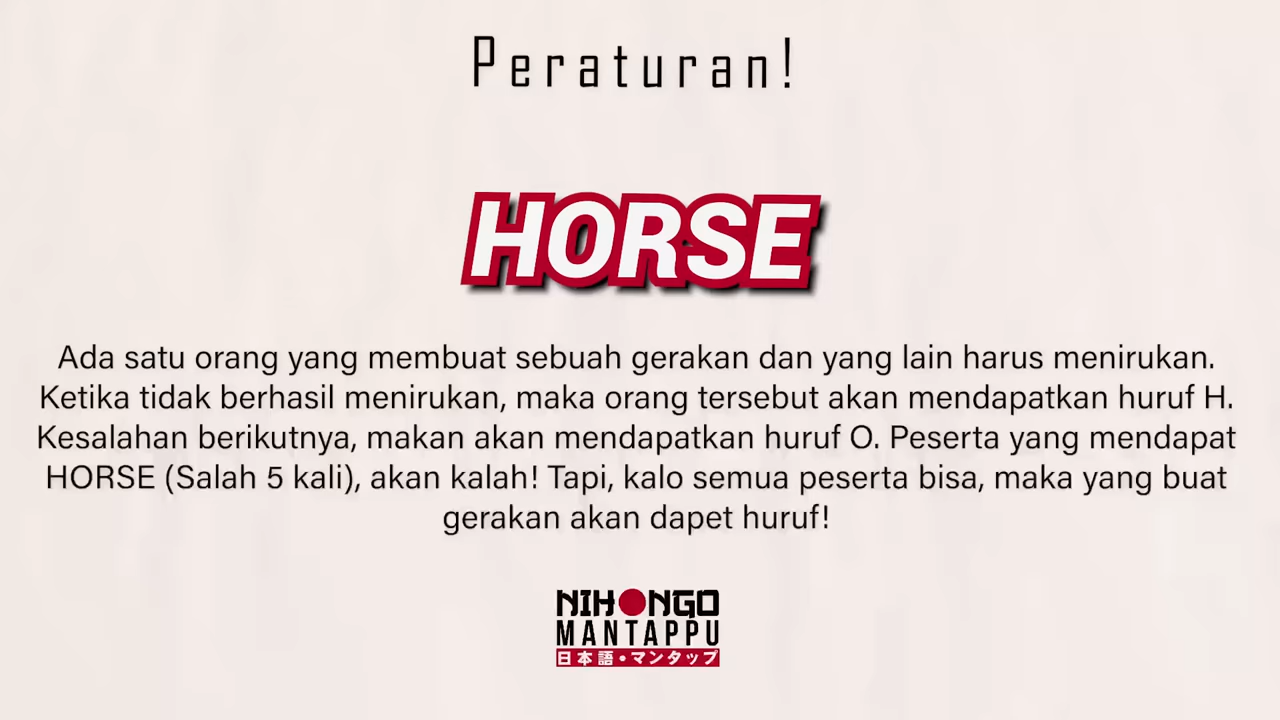 Peraturan!
HORSE
Ada satu orang yang membuat sebuah gerakan dan yang lain harus menirukan.
Ketika tidak berhasil menirukan, maka orang tersebut akan mendapatkan huruf H.
Kesalahan berikutnya, makan akan mendapatkan huruf O. Peserta yang mendapat
HORSE (Salah 5 kali), akan kalah! Tapi, kalo semua peserta bisa, maka yang buat
gerakan akan dapet huruf!
NIHONGO
MANTAPPU
日本語・マンタップ